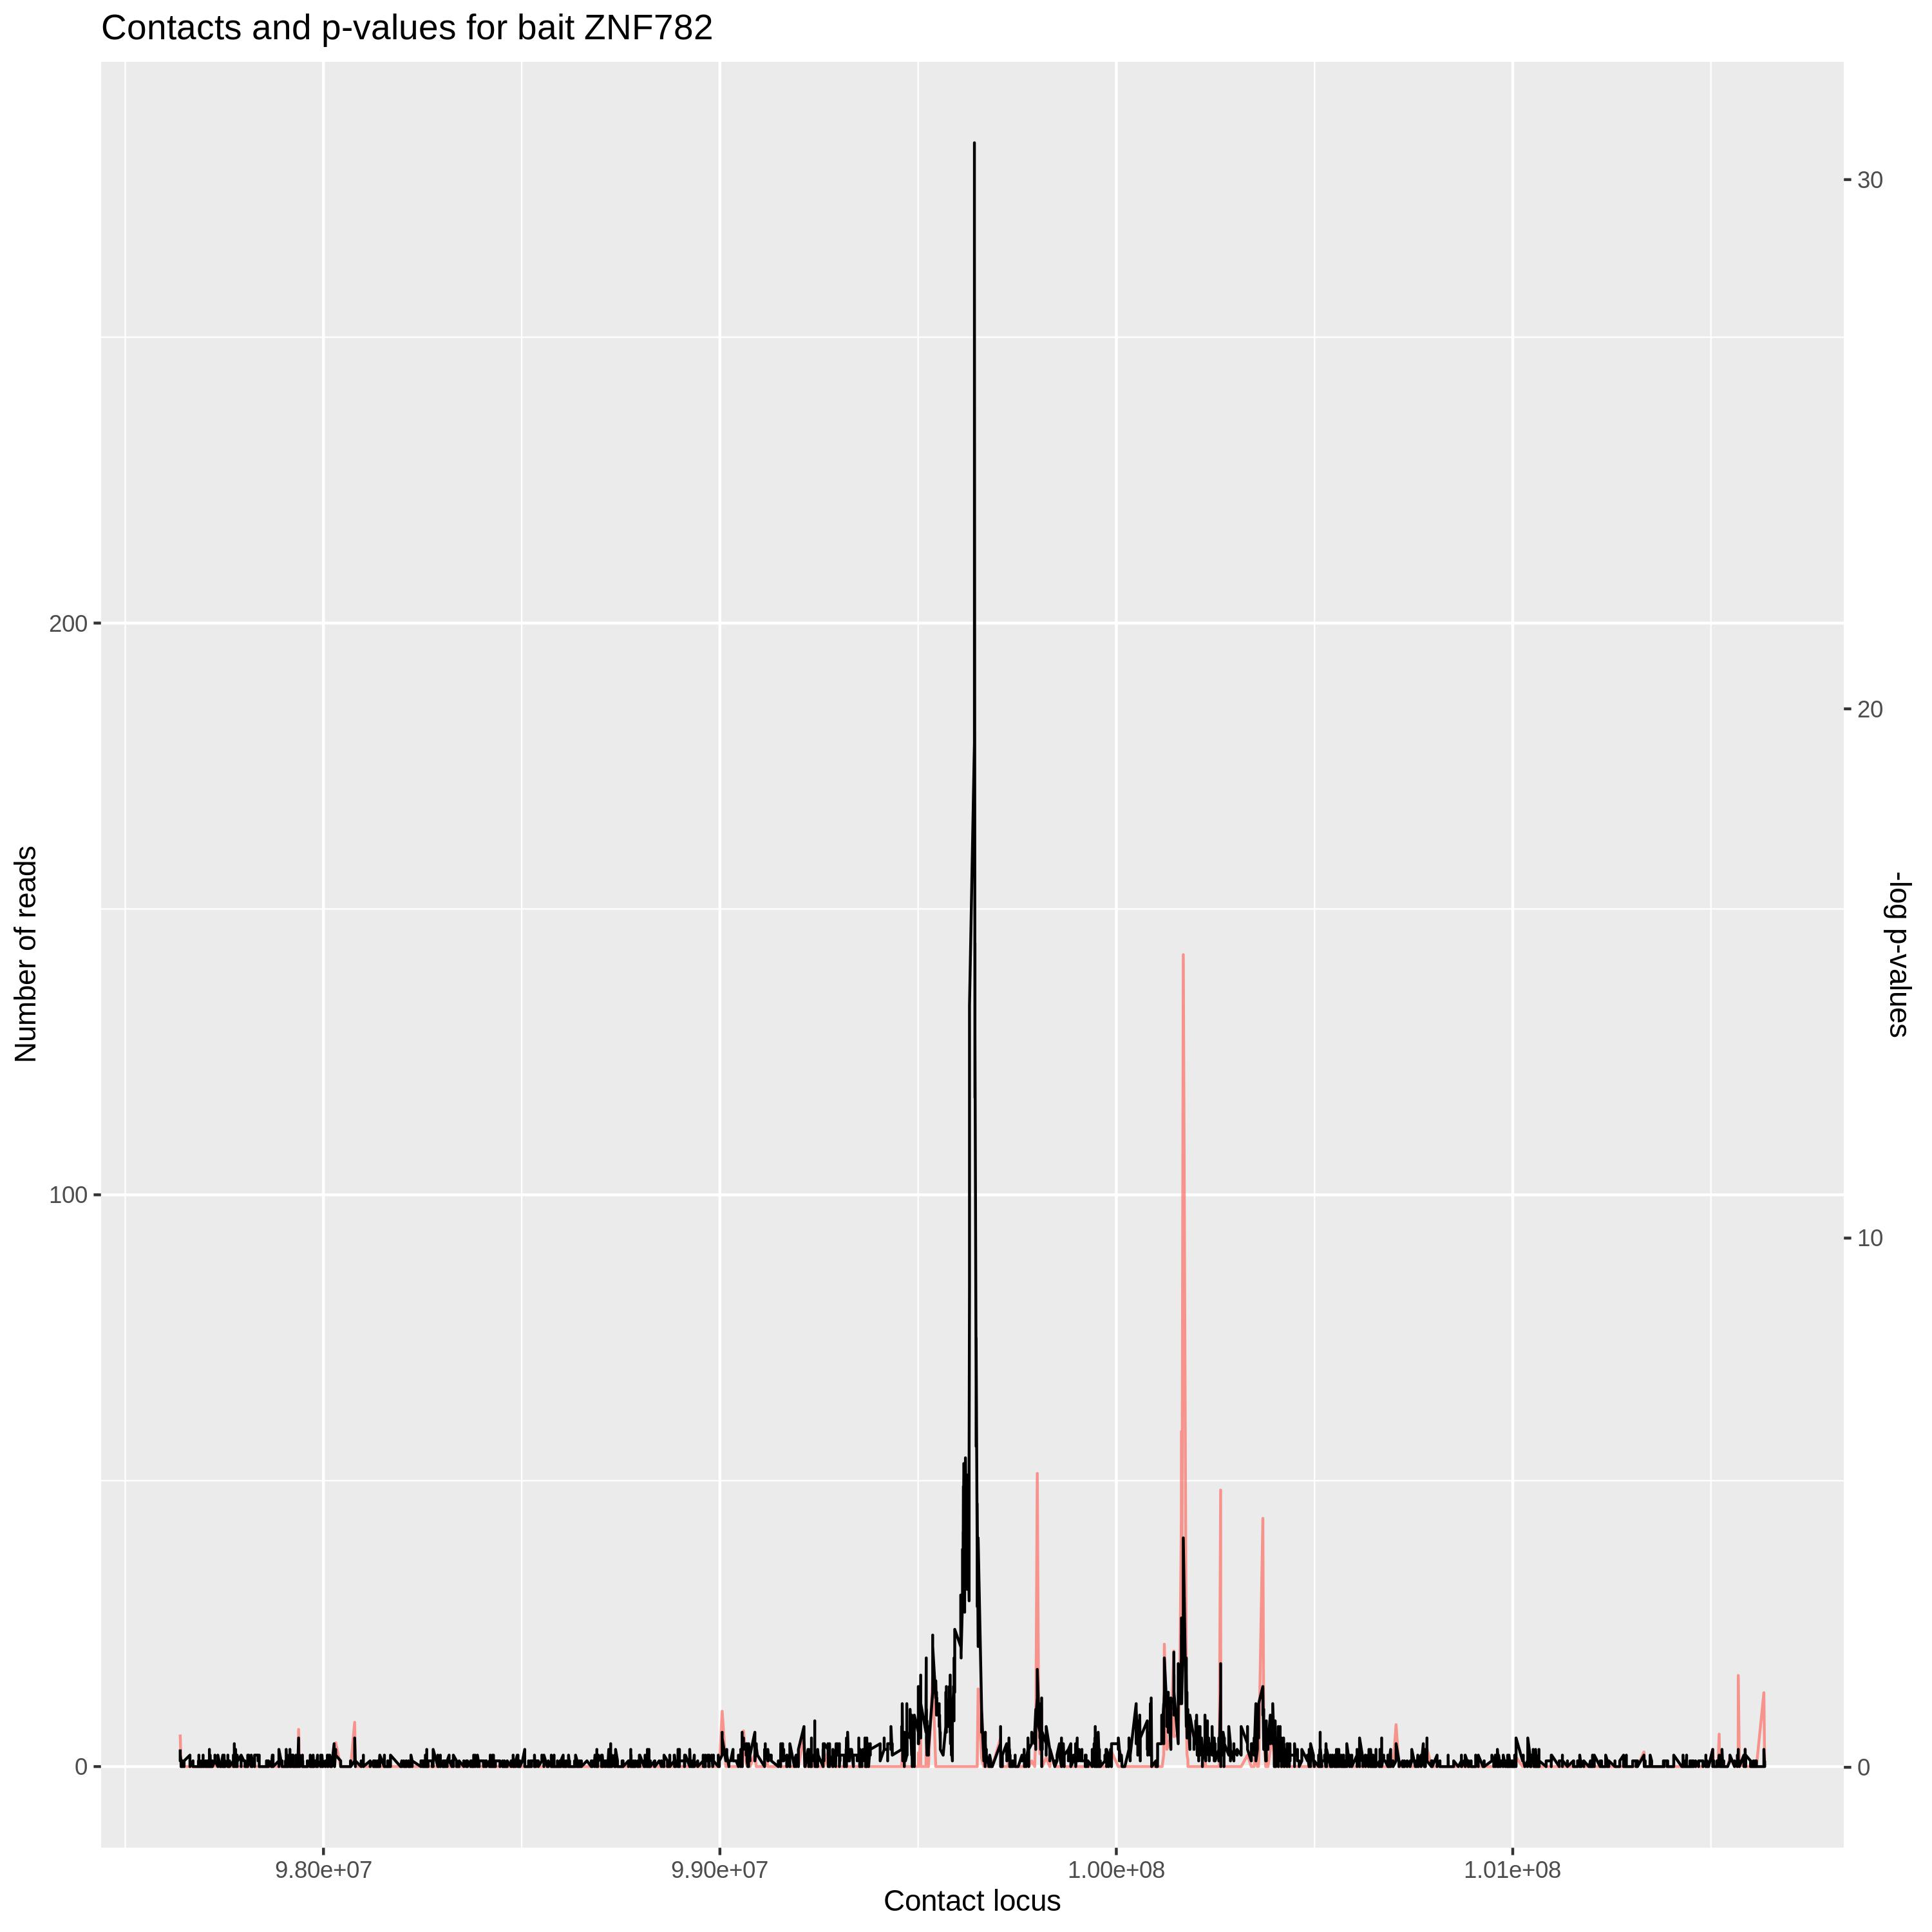 Contacts and p-values for bait ZNF782
Number of reads
200
100
0
30
20
10
0
-log p-values
9.80e+07
9.90e+07
1.00e+08
1.01e+08
Contact locus